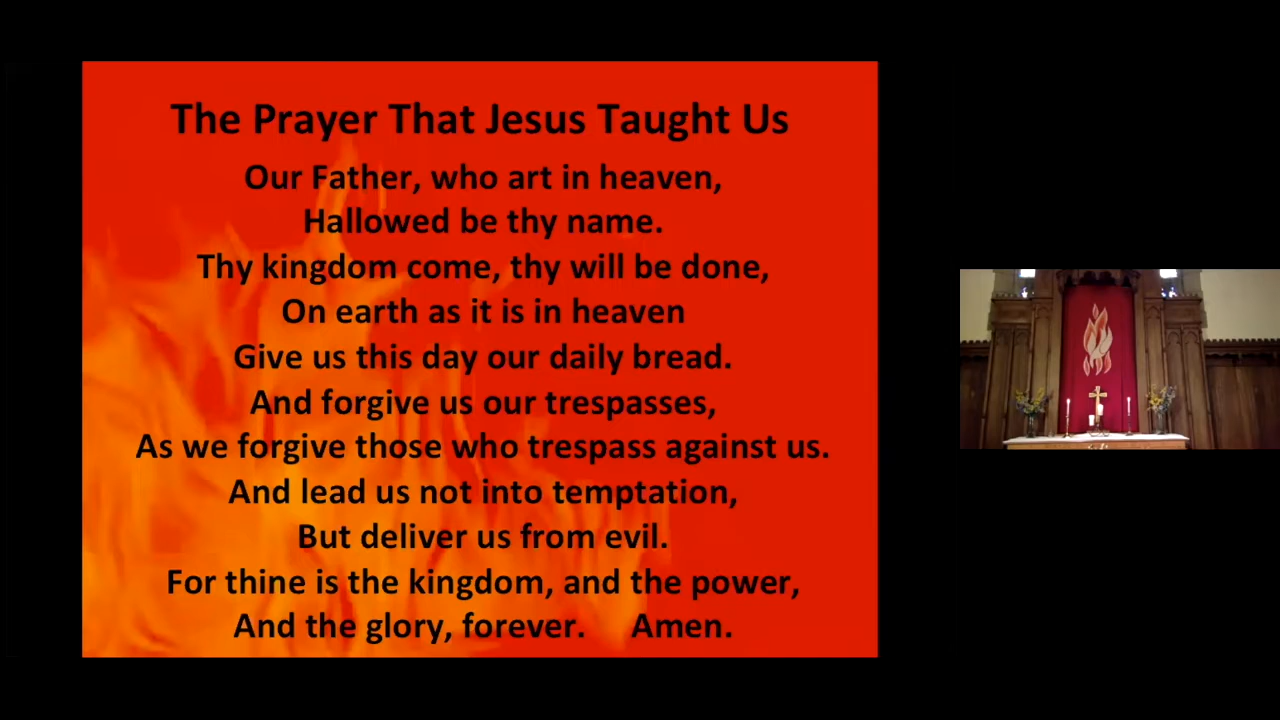 The Prayer That Jesus Taught Us
Our Father, who art in heaven,
Hallowed be thy name.
Thy kingdom come, thy will be done,
On earth as it is in heaven
Give us this day our daily bread.
And forgive us our trespasses,
As we forgive those who trespass against us.
And lead us not into temptation,
But deliver us from evil.
For thine is the kingdom, and the power,
And the glory, forever. Amen.